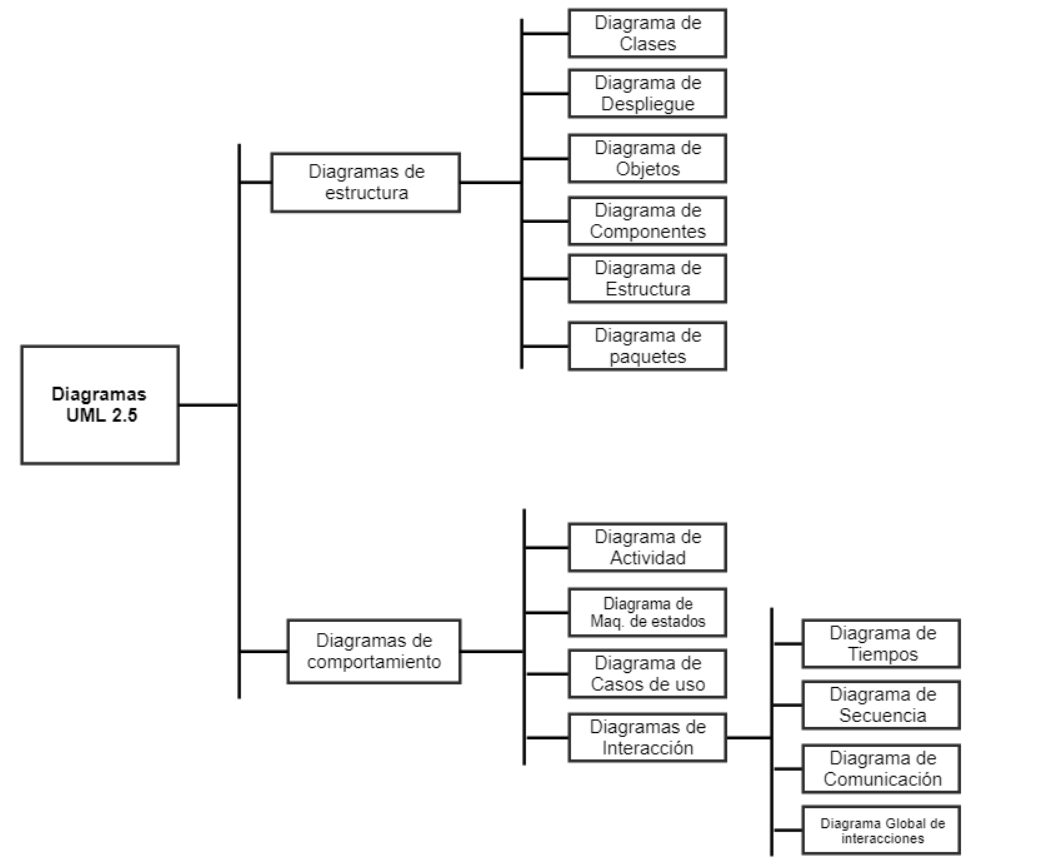 Diagrama de
Clases
Diagrama de
Despliegue
Diagrama de
Objetos
Diagrama de
Componentes
Diagrama de
Estructura
Diagrama de
paquetes
Diagramas de
estructura
Diagramas
UML 2.5
Diagramas de
comportamiento
Diagrama de
Actividad
Diagrama de
Maq. de estados
Diagrama de
Casos de uso
Diagramas de
Interacción
Diagrama de
Tiempos
Diagrama de
Secuencia
Diagrama de
Comunicación
Diagrama Global de
interacciones